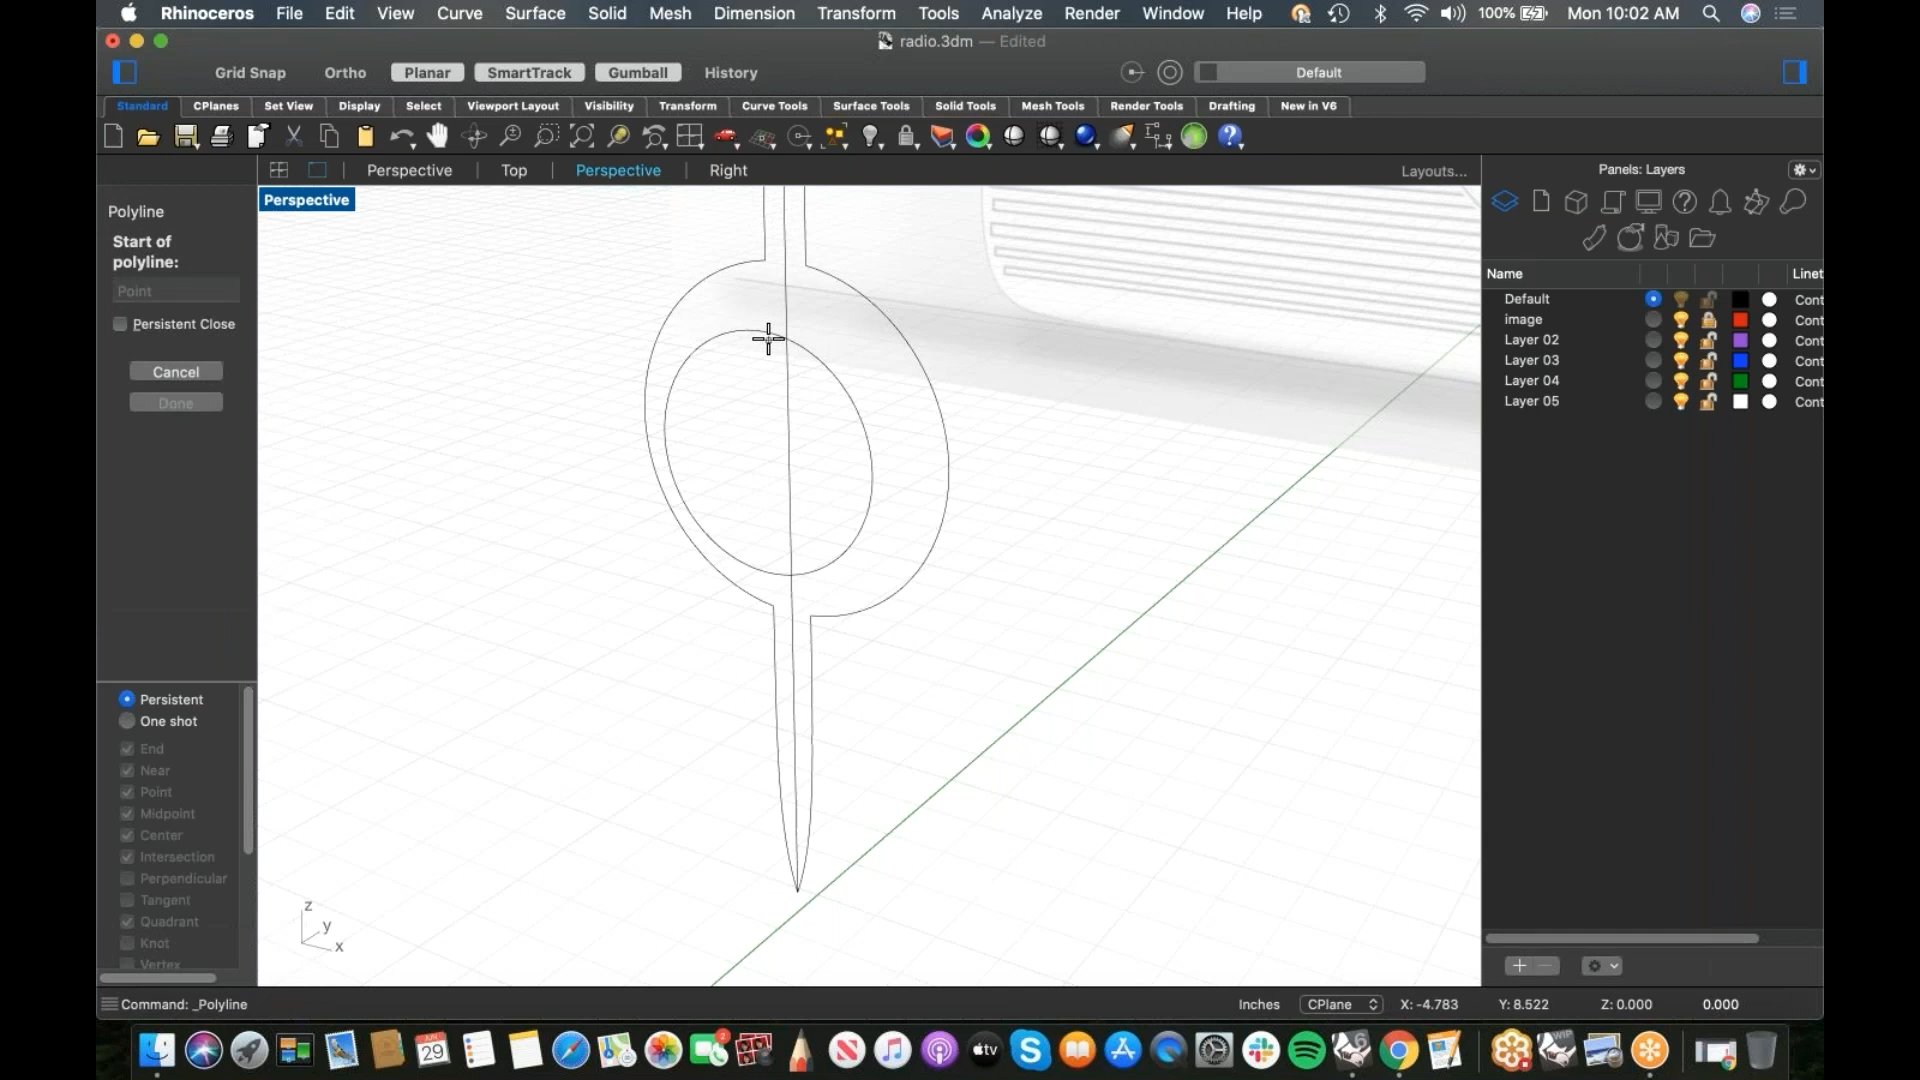 Rhinoceros File Edit View Curve Surface Solid Mesh Dimension Transform Tools Analyze Render Window Help 100% Mon 10:02 AM
radio.3dm — Edited
Grid Snap Ortho Planar SmartTrack Gumball History Default
Standard CPlanes Set View Display Select Viewport Layout Visibility Transform Curve Tools Surface Tools Solid Tools Mesh Tools Render Tools Drafting New in V6
Perspective Top Perspective Right Layouts... Panels: Layers
Perspective
Polyline
Start of
polyline:
Point
Persistent Close
Cancel
Done
Name Linet
Default Cont
image Cont
Layer 02 Cont
Layer 03 Cont
Layer 04 Cont
Layer 05 Cont
Persistent
One shot
End
Near
Point
Midpoint
Center
Intersection
Perpendicular
Tangent
Quadrant
Knot
Vertex
z
y
x
Command: _Polyline Inches CPlane X: -4.783 Y: 8.522 Z: 0.000 0.000
JUN
29
2
tv
6
WIP